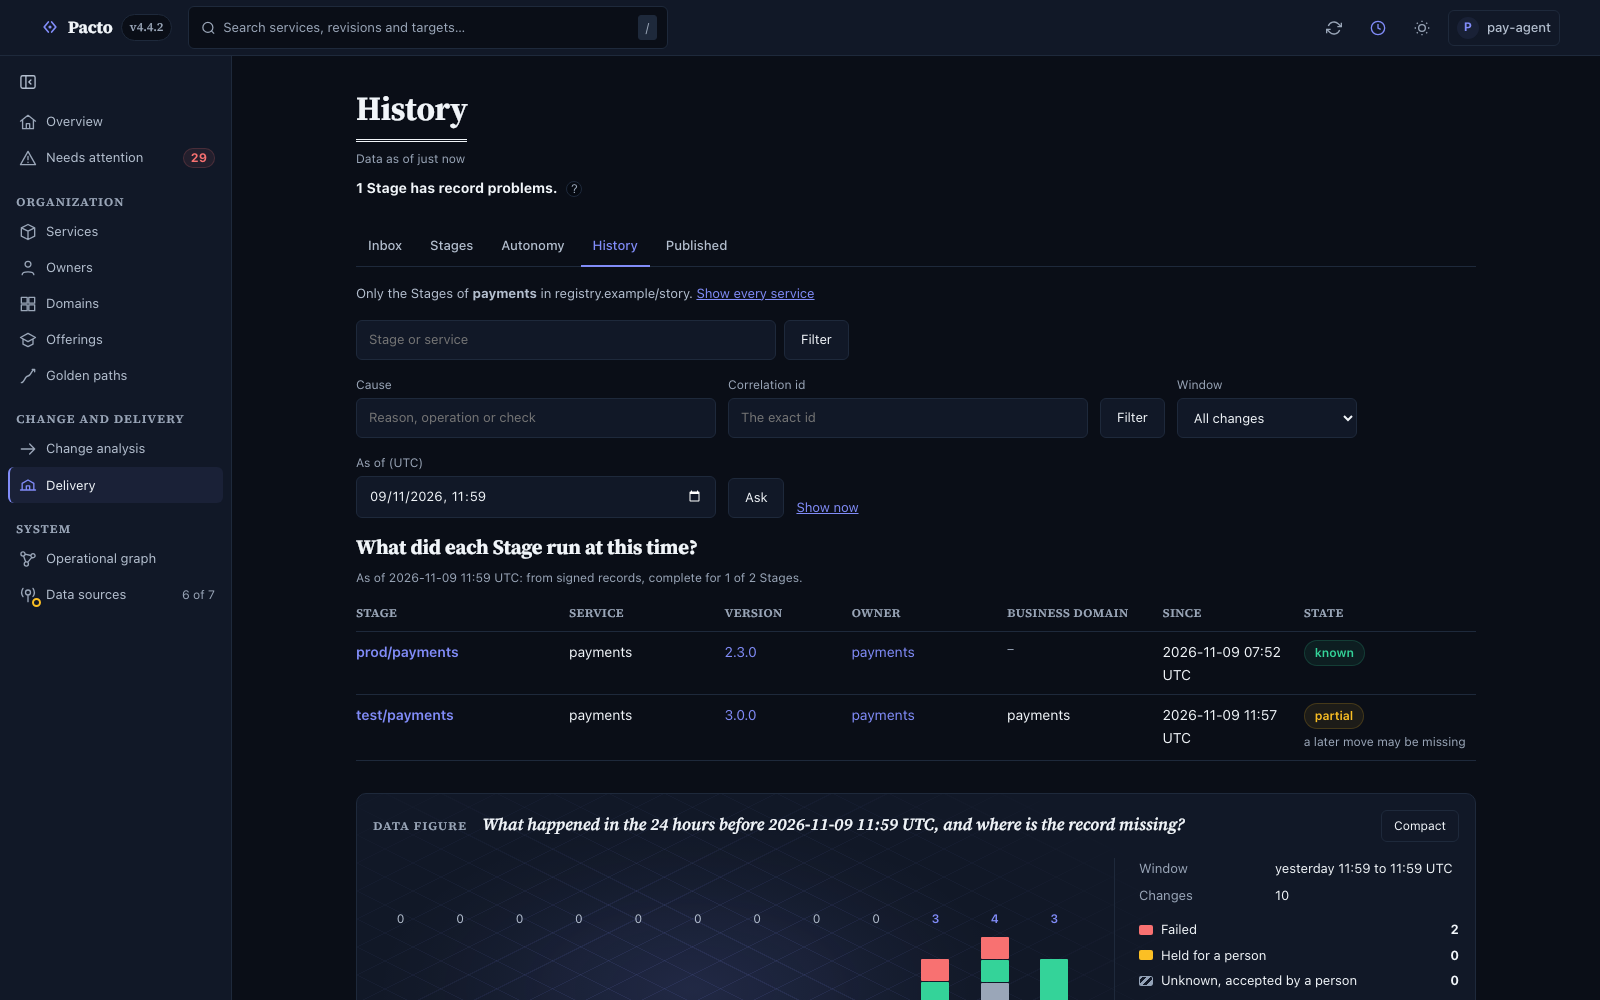 Pacto v4.4.2 Search services, revisions and targets... / P pay-agent
Overview
Needs attention 29
ORGANIZATION
Services
Owners
Domains
Offerings
Golden paths
CHANGE AND DELIVERY
Change analysis
Delivery
SYSTEM
Operational graph
Data sources 6 of 7
History
Data as of just now
1 Stage has record problems. ?
Inbox Stages Autonomy History Published
Only the Stages of payments in registry.example/story. Show every service
Stage or service Filter
Cause Correlation id Window
Reason, operation or check The exact id Filter All changes
As of (UTC)
09/11/2026, 11:59 Ask Show now
What did each Stage run at this time?
As of 2026-11-09 11:59 UTC: from signed records, complete for 1 of 2 Stages.
STAGE SERVICE VERSION OWNER BUSINESS DOMAIN SINCE STATE
prod/payments payments 2.3.0 payments – 2026-11-09 07:52 known
UTC
test/payments payments 3.0.0 payments payments 2026-11-09 11:57 partial
UTC a later move may be missing
DATA FIGURE What happened in the 24 hours before 2026-11-09 11:59 UTC, and where is the record missing? Compact
Window yesterday 11:59 to 11:59 UTC
Changes 10
0 0 0 0 0 0 0 0 0 3 4 3
Failed 2
Held for a person 0
Unknown, accepted by a person 0